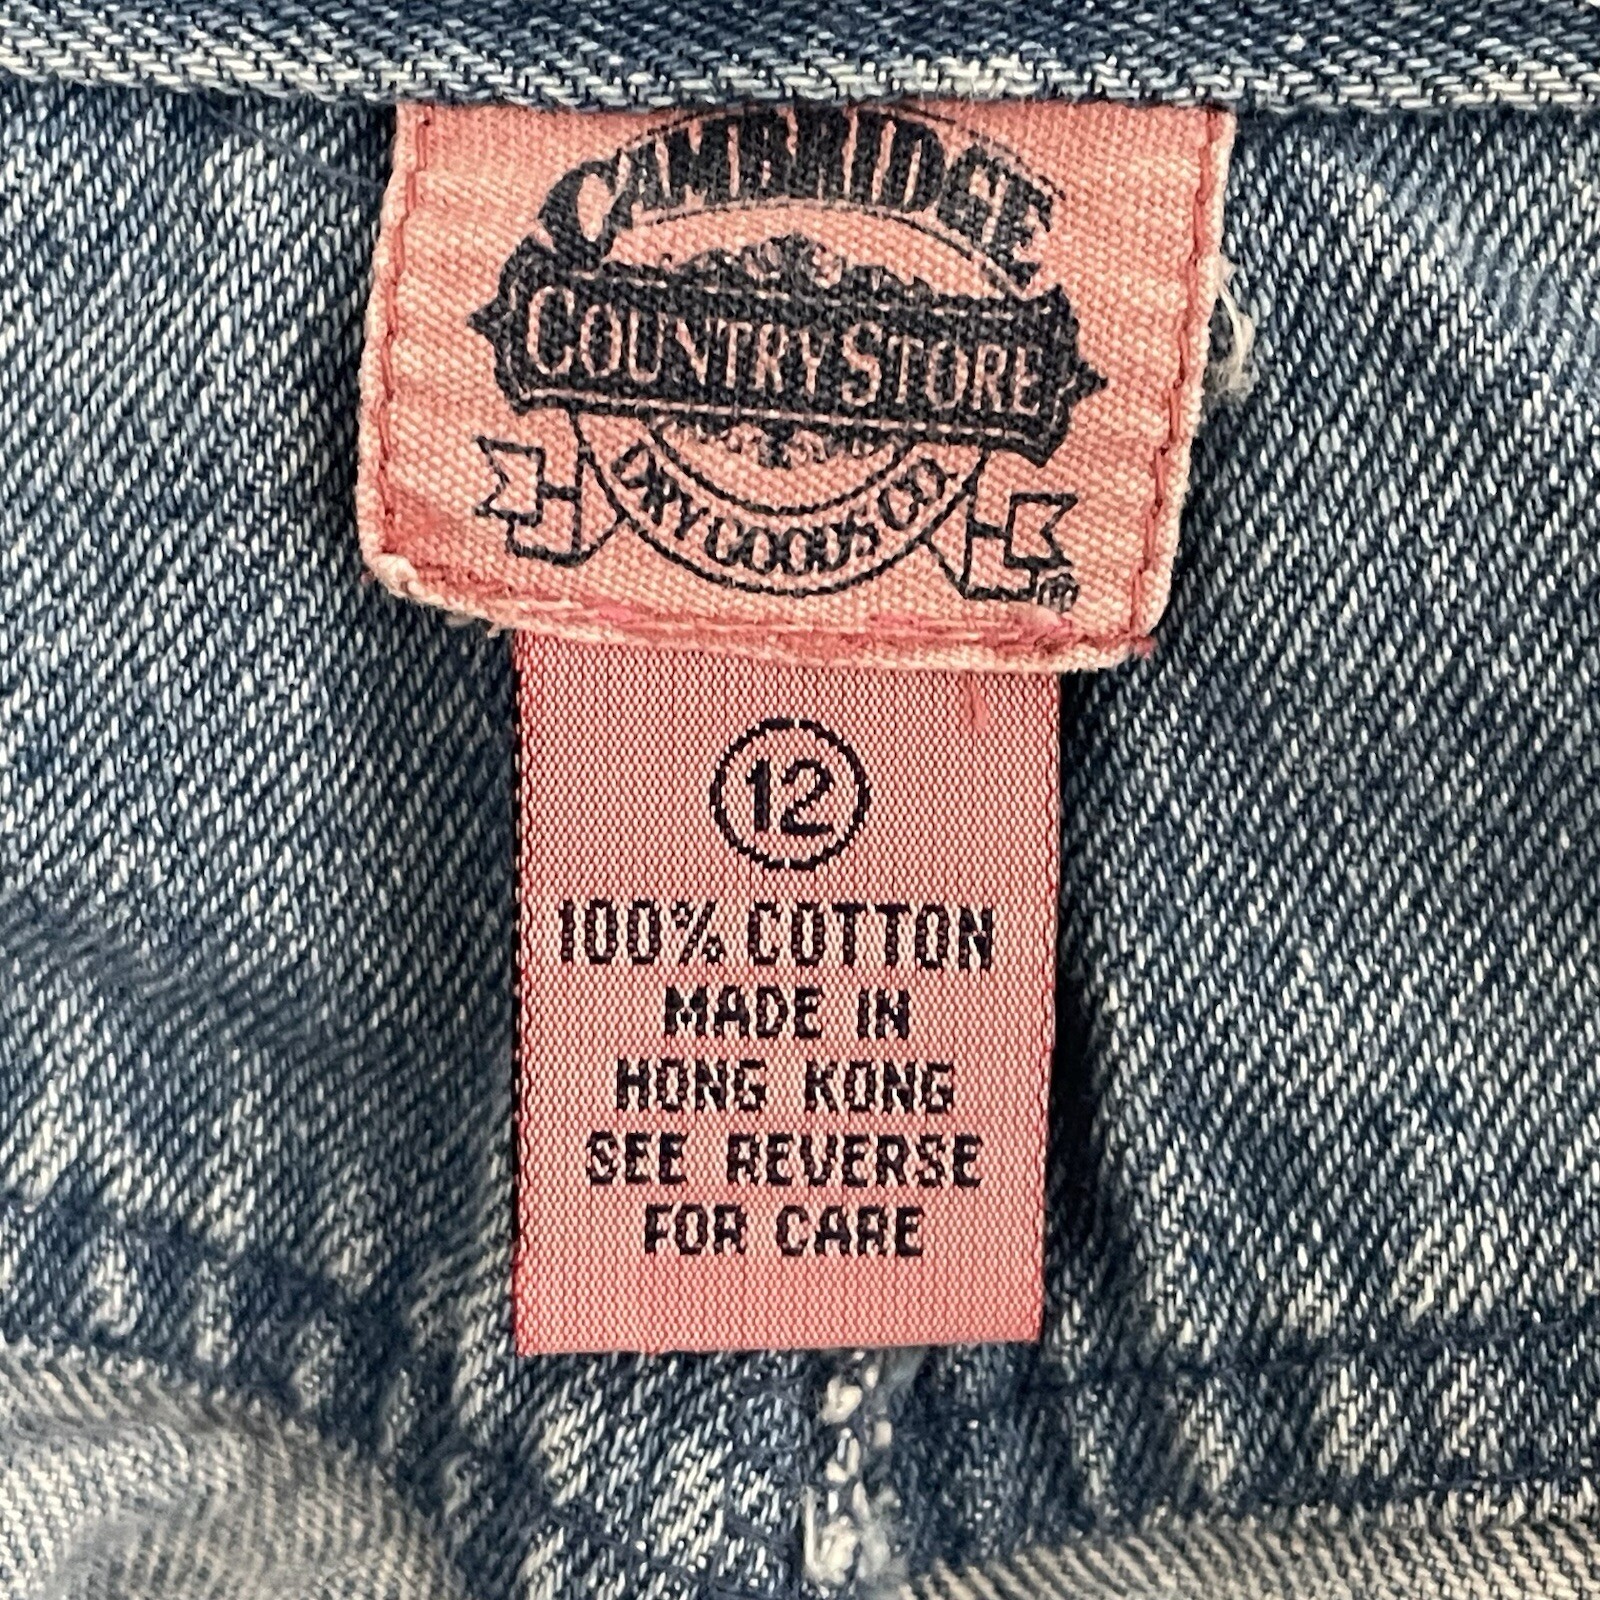 CAMBRIDGE
COUNTRY STORE
DRY GOODS CO.
®
12
100% COTTON
MADE IN
HONG KONG
SEE REVERSE
FOR CARE